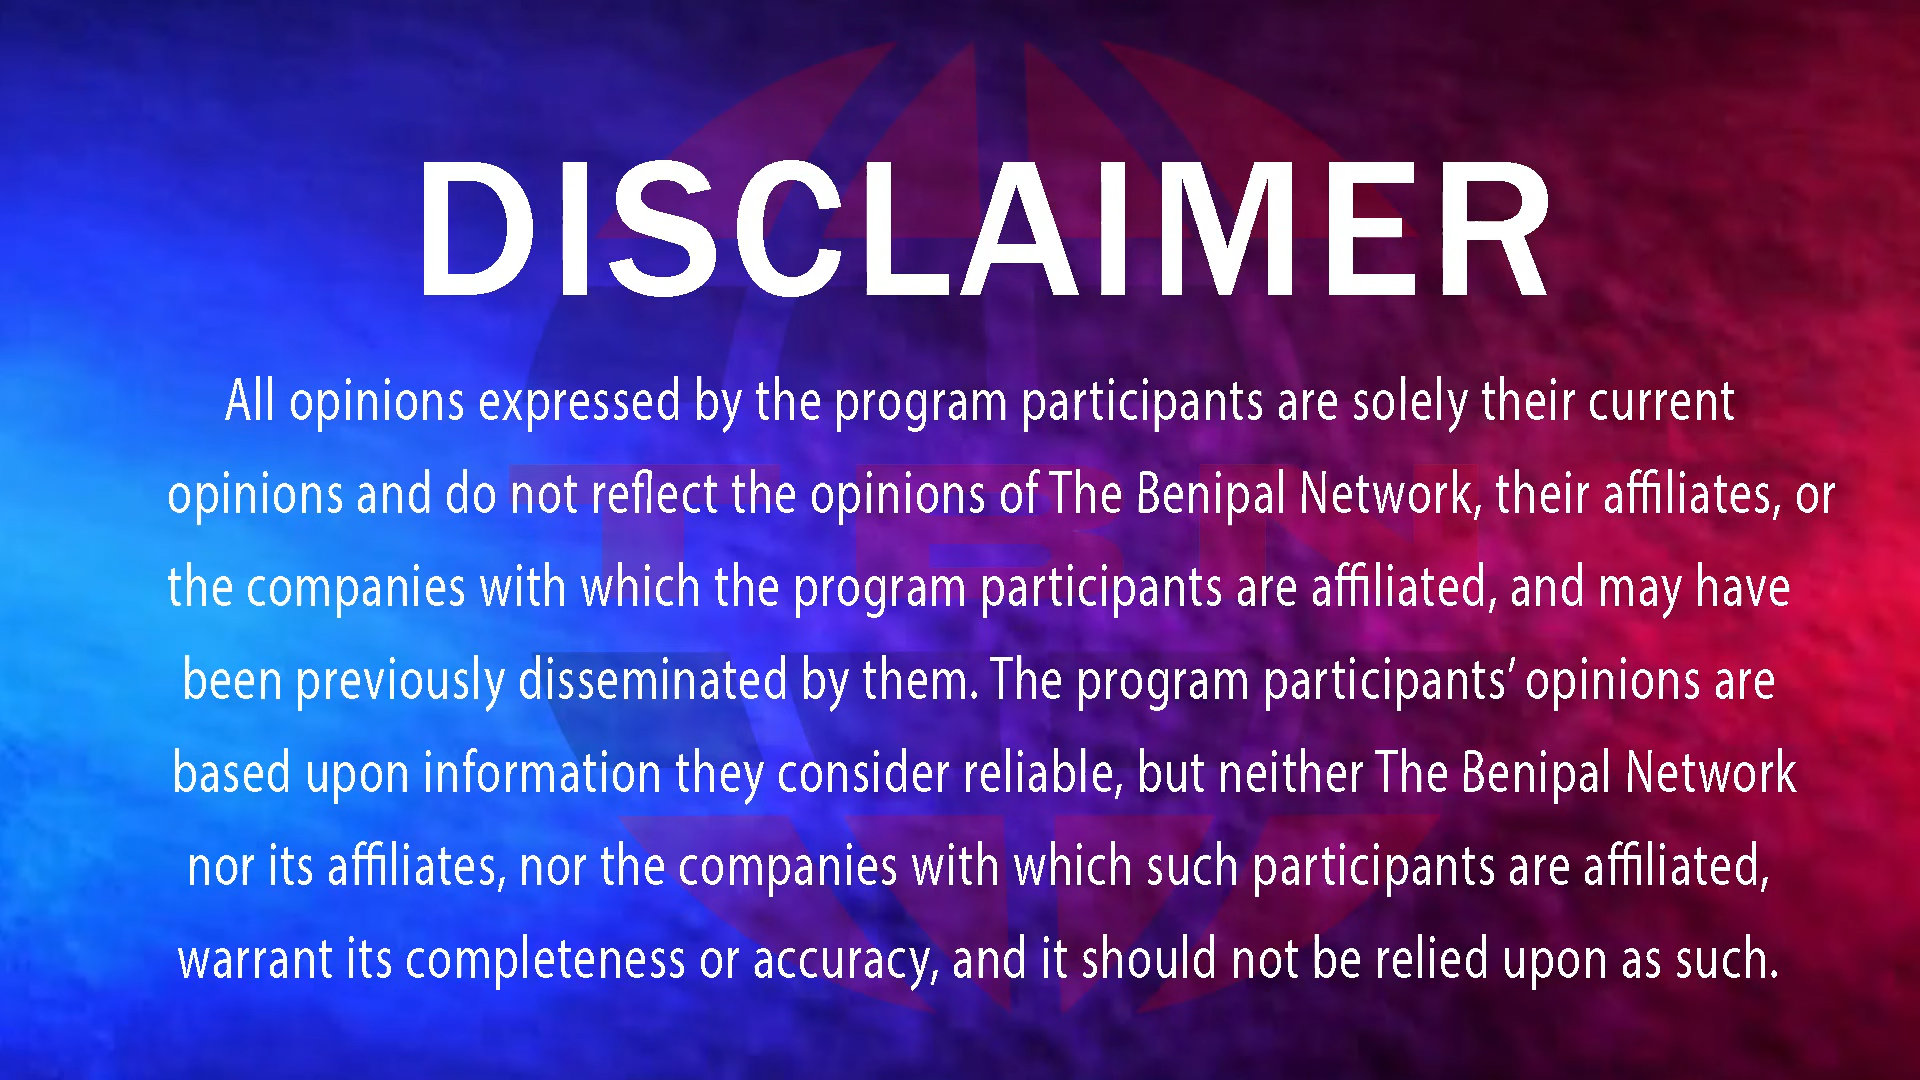 DISCLAIMER
All opinions expressed by the program participants are solely their current
opinions and do not reflect the opinions of The Benipal Network, their affiliates, or
the companies with which the program participants are affiliated, and may have
been previously disseminated by them. The program participants’ opinions are
based upon information they consider reliable, but neither The Benipal Network
nor its affiliates, nor the companies with which such participants are affiliated,
warrant its completeness or accuracy, and it should not be relied upon as such.
TBN